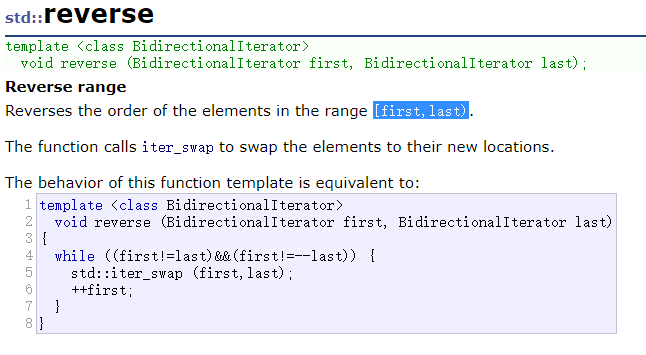 std::reverse
template <class BidirectionalIterator>
  void reverse (BidirectionalIterator first, BidirectionalIterator last);
Reverse range
Reverses the order of the elements in the range [first,last).
The function calls iter_swap to swap the elements to their new locations.
The behavior of this function template is equivalent to:
1 template <class BidirectionalIterator>
2   void reverse (BidirectionalIterator first, BidirectionalIterator last)
3 {
4   while ((first!=last)&&(first!=--last)) {
5     std::iter_swap (first,last);
6     ++first;
7   }
8 }